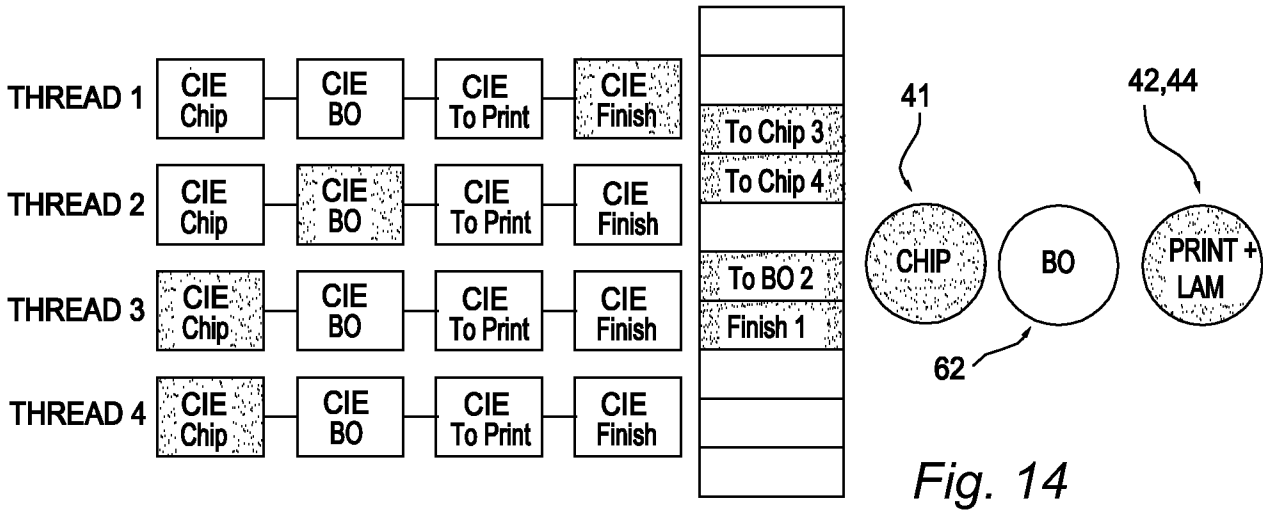 THREAD 1
CIE
Chip
CIE
BO
CIE
To Print
CIE
Finish
THREAD 2
CIE
Chip
CIE
BO
CIE
To Print
CIE
Finish
THREAD 3
CIE
Chip
CIE
BO
CIE
To Print
CIE
Finish
THREAD 4
CIE
Chip
CIE
BO
CIE
To Print
CIE
Finish
To Chip 3
To Chip 4
To BO 2
Finish 1
41
42,44
CHIP
BO
PRINT +
LAM
62
Fig. 14